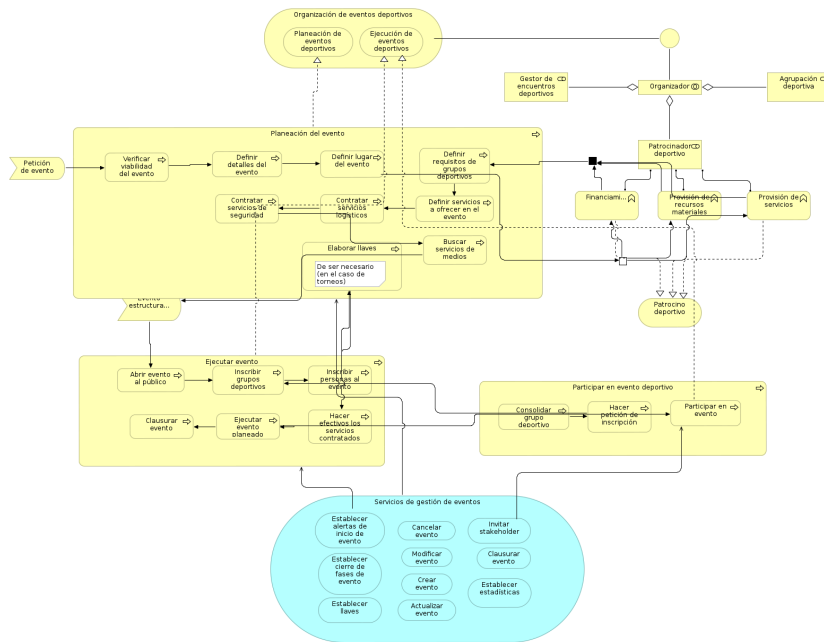 Organización de eventos deportivos
Planeación de
eventos
deportivos
Ejecución de
eventos
deportivos
Gestor de
encuentros
deportivos
Organizador
Agrupación
deportiva
Patrocinador
deportivo
Financiami...
Provisión de
recursos
materiales
Provisión de
servicios
Patrocino
deportivo
Petición
de evento
Planeación del evento
Verificar
viabilidad
del evento
Definir
detalles del
evento
Definir lugar
del evento
Definir
requisitos de
grupos
deportivos
Contratar
servicios de
seguridad
Contratar
servicios
logísticos
Definir servicios
a ofrecer en el
evento
Elaborar llaves
De ser necesario
(en el caso de
torneos)
Buscar
servicios de
medios
Evento
estructura...
Ejecutar evento
Abrir evento
al público
Inscribir
grupos
deportivos
Inscribir
personas al
evento
Clausurar
evento
Ejecutar
evento
planeado
Hacer
efectivos los
servicios
contratados
Participar en evento deportivo
Consolidar
grupo
deportivo
Hacer
petición de
inscripción
Participar en
evento
Servicios de gestión de eventos
Establecer
alertas de
inicio de
evento
Cancelar
evento
Invitar
stakeholder
Establecer
cierre de
fases de
evento
Modificar
evento
Clausurar
evento
Crear
evento
Establecer
estadísticas
Establecer
llaves
Actualizar
evento